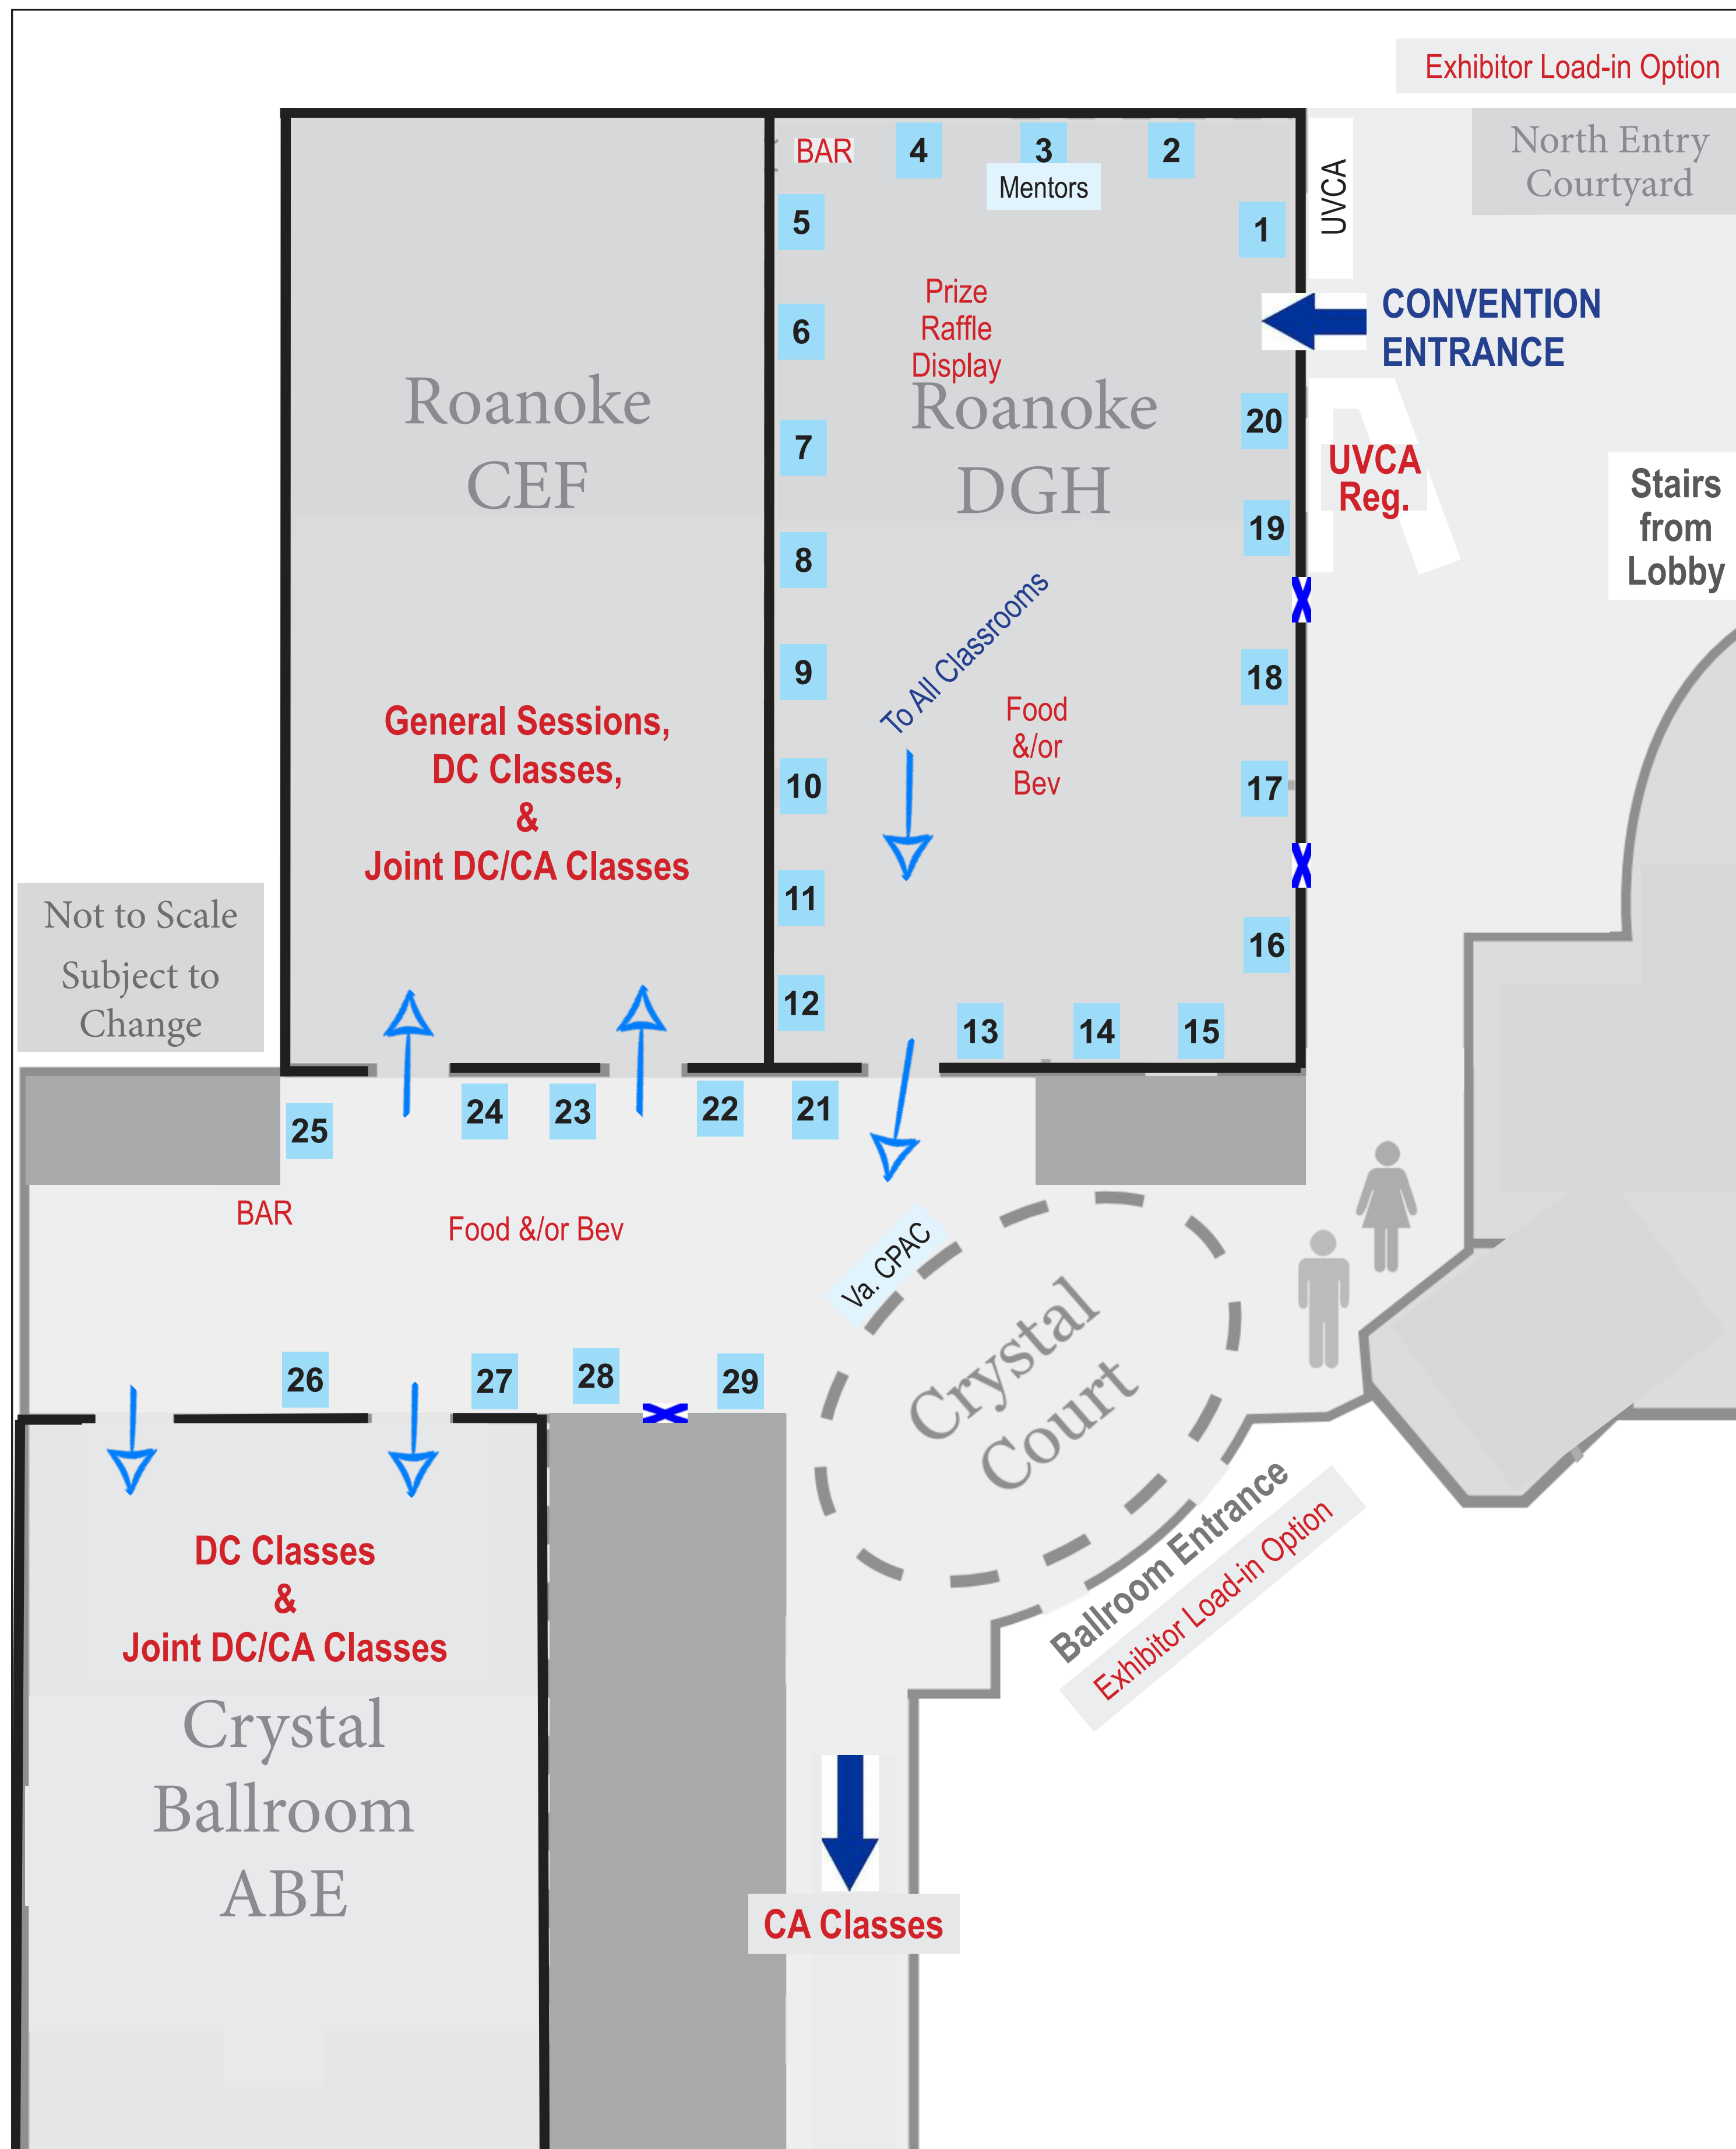 Exhibitor Load-in Option
North Entry
Courtyard
BAR
4
3
2
Mentors
UVCA
5
1
Prize
Raffle
Display
CONVENTION
ENTRANCE
6
Roanoke
CEF
Roanoke
DGH
20
7
UVCA
Reg.
Stairs
from
Lobby
19
8
To All Classrooms
9
18
General Sessions,
DC Classes,
&
Joint DC/CA Classes
Food
&/or
Bev
10
17
11
16
Not to Scale
Subject to
Change
12
13
14
15
25
24
23
22
21
BAR
Food &/or Bev
Va. CPAC
Crystal
Court
26
27
28
29
Ballroom Entrance
Exhibitor Load-in Option
DC Classes
&
Joint DC/CA Classes
Crystal
Ballroom
ABE
CA Classes